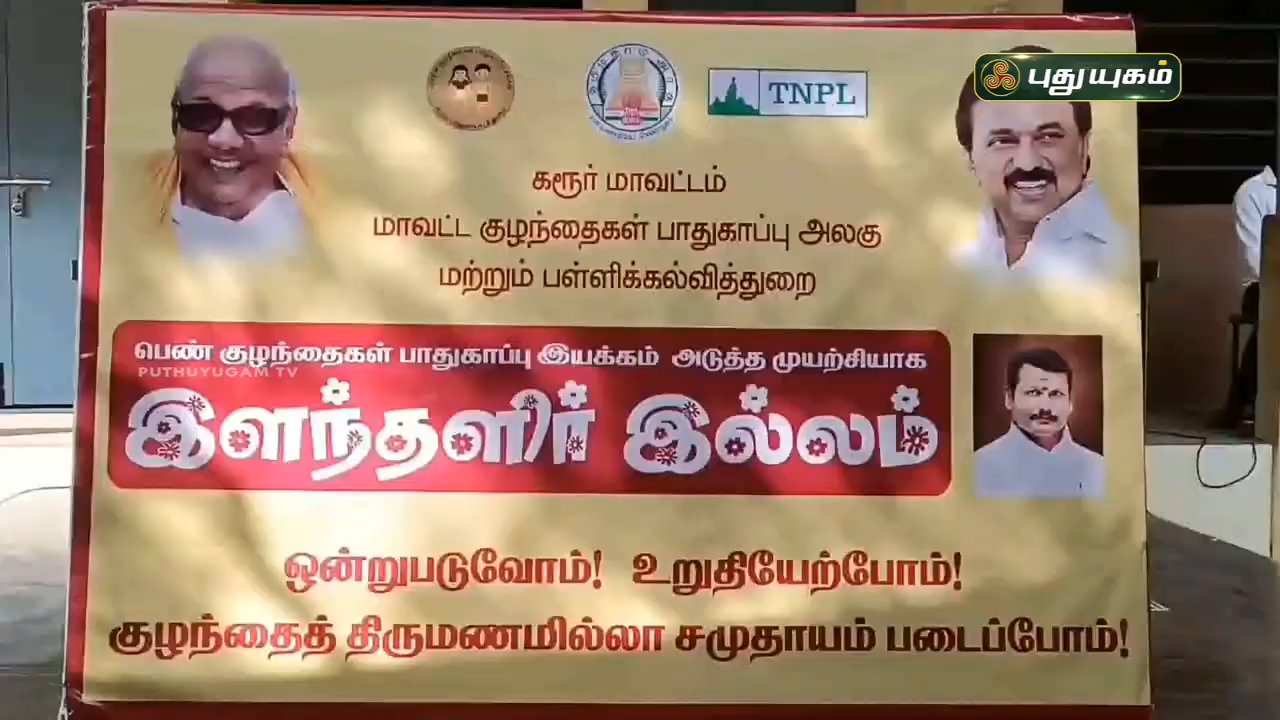 புதுயுகம்
TNPL
கரூர் மாவட்டம்
மாவட்ட குழந்தைகள் பாதுகாப்பு அலகு
மற்றும் பள்ளிக்கல்வித்துறை
பெண் குழந்தைகள் பாதுகாப்பு இயக்கம் அடுத்த முயற்சியாக
PUTHUYUGAM TV
இளந்தளிர் இல்லம்
ஒன்றுபடுவோம்! உறுதியேற்போம்!
குழந்தைத் திருமணமில்லா சமுதாயம் படைப்போம்!